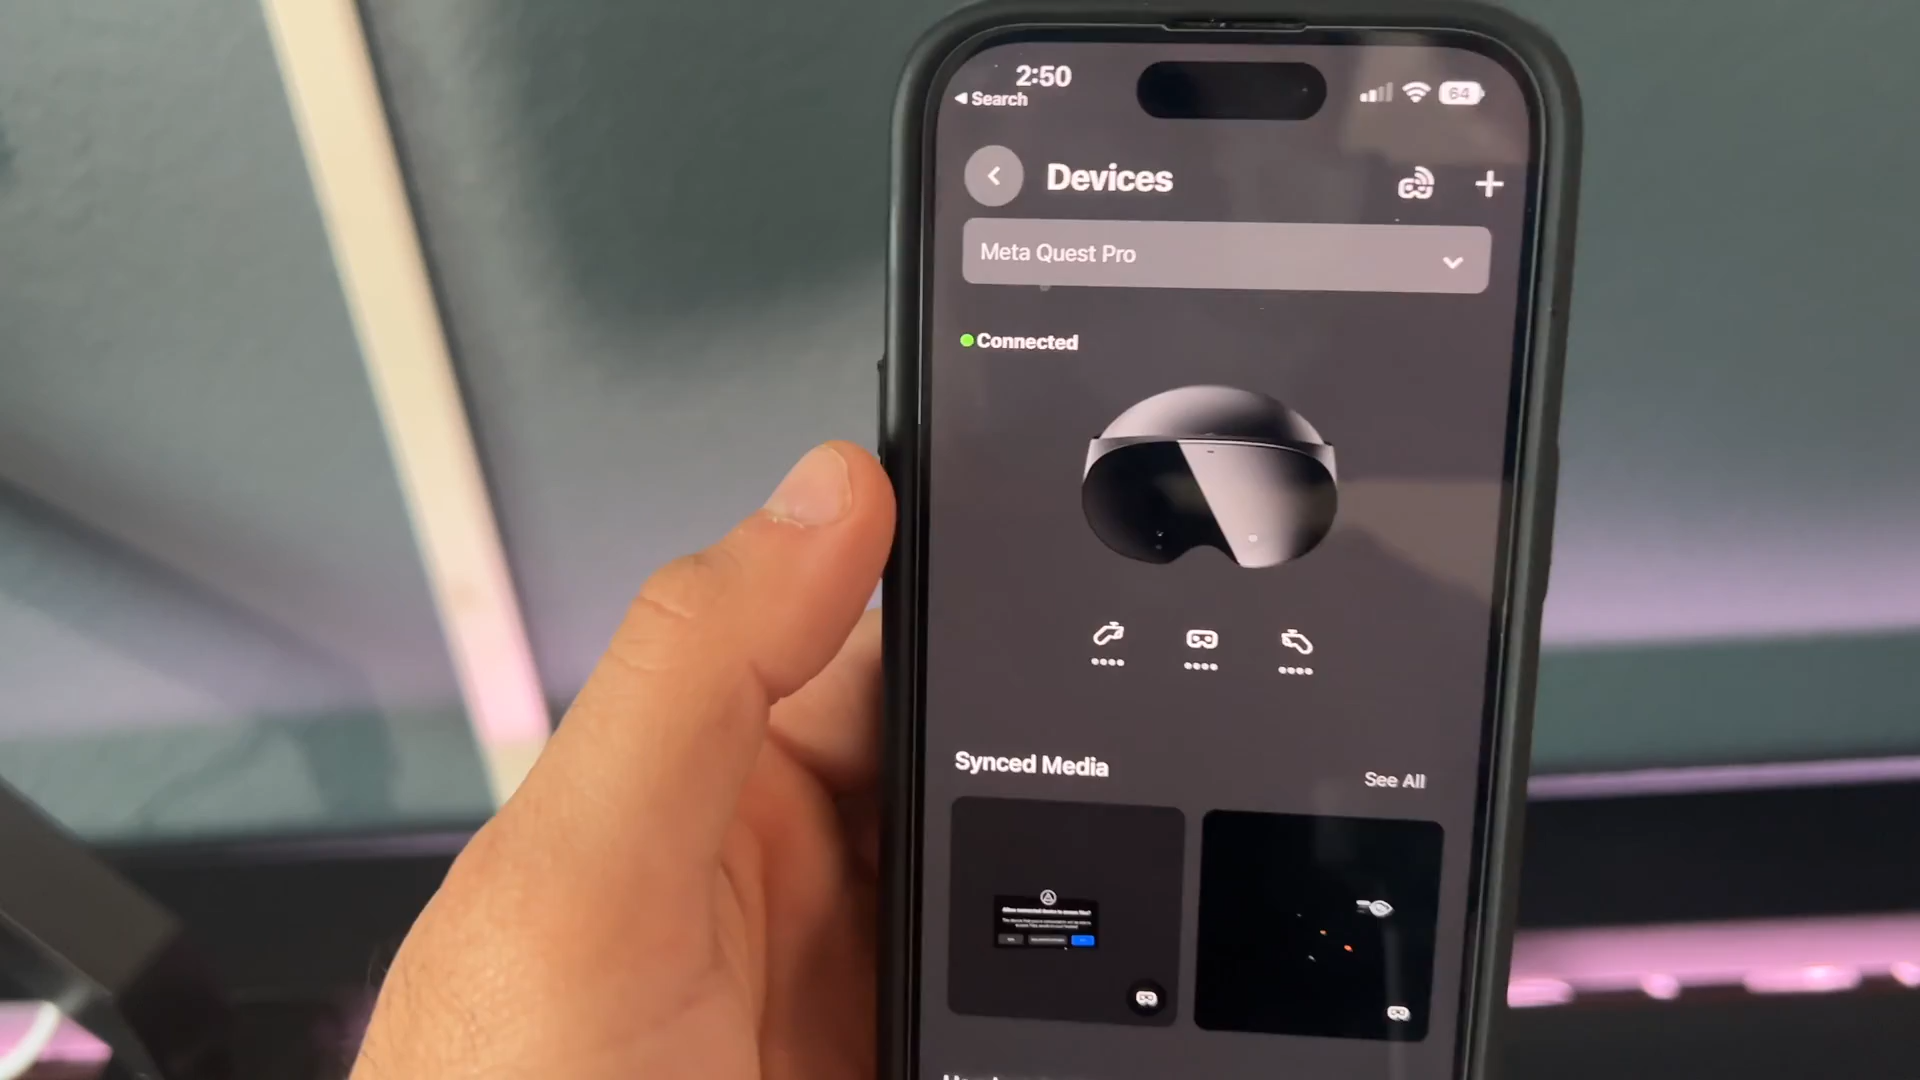 2:50
Search
64
Devices
Meta Quest Pro
Connected
Synced Media
See All